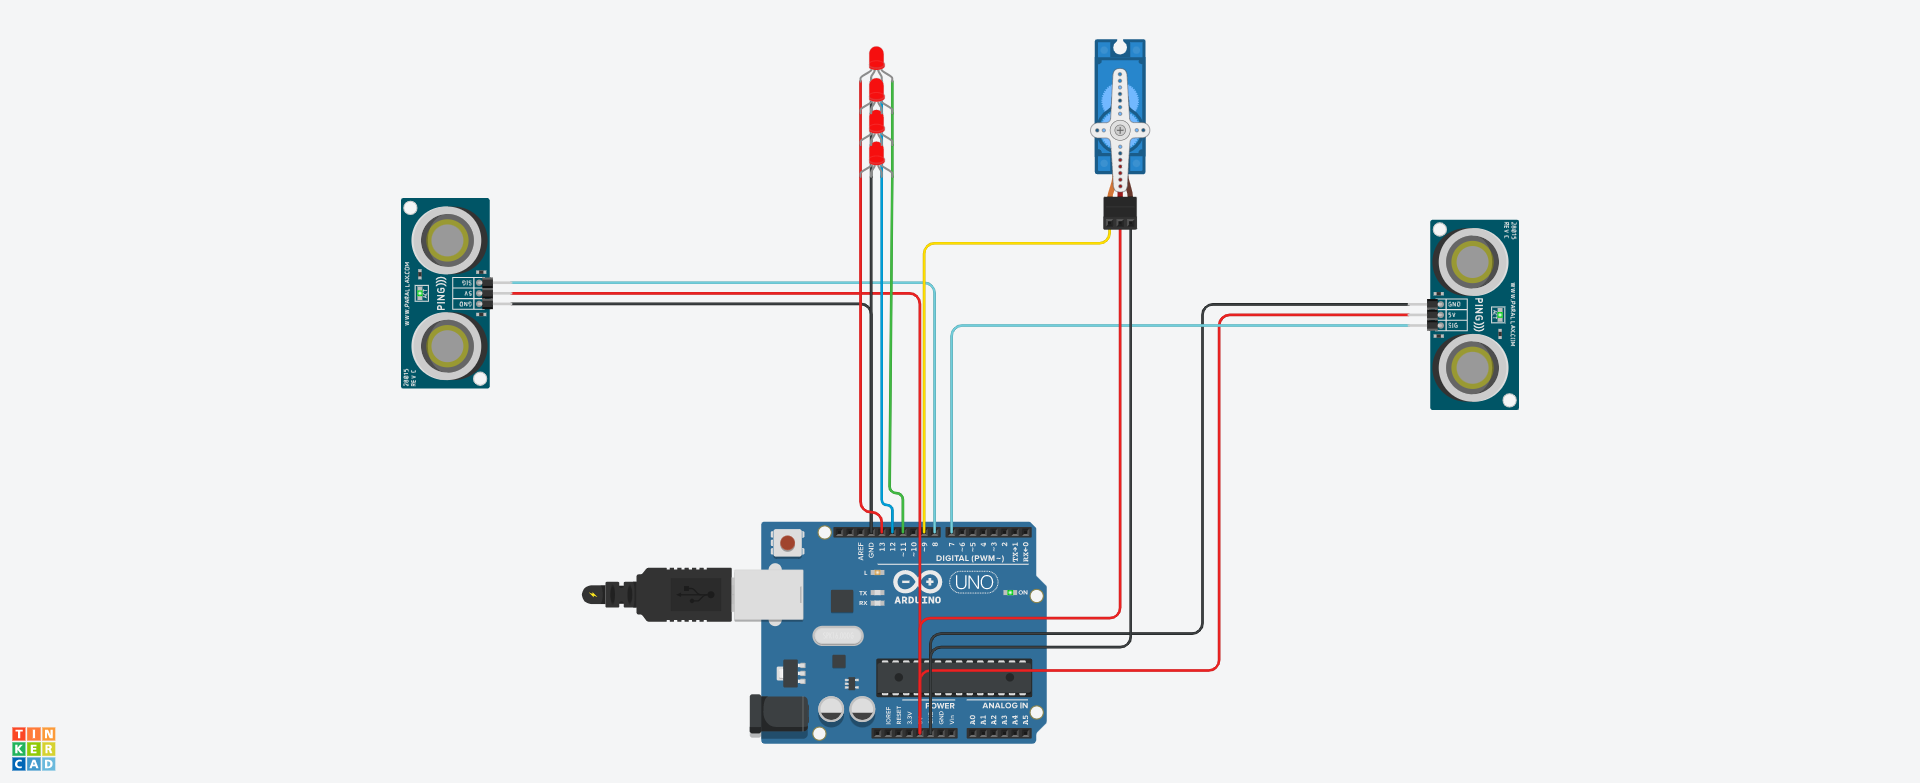 WWW.PARALLAX.COM
PING)))
SIG
5V
GND
28015
REV C
28015
REV C
WWW.PARALLAX.COM
PING)))
GND
5V
SIG
AREF
GND
13
12
~11
~10
~9
8
7
~6
~5
4
~3
2
TX→1
RX←0
DIGITAL (PWM~)
L
TX
RX
ARDUINO
UNO
ON
POWER
ANALOG IN
IOREF
RESET
3.3V
GND
Vin
A0
A1
A2
A3
A4
A5
TIN
KER
CAD